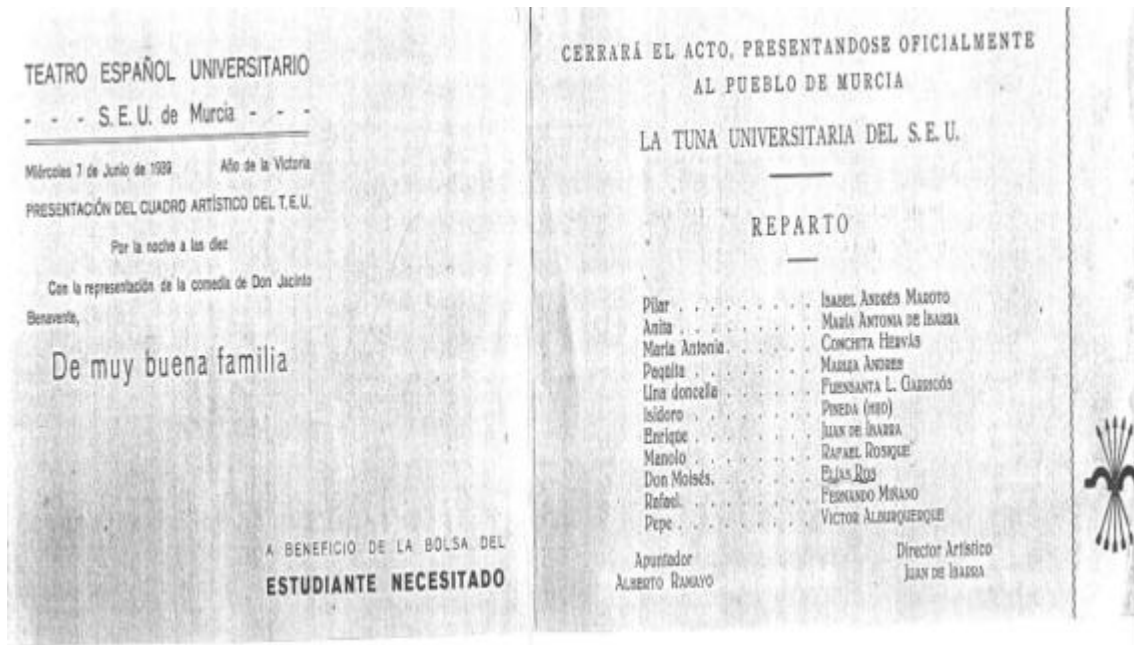 TEATRO ESPAÑOL UNIVERSITARIO
- - - S. E. U. de Murcia - - -
Miércoles 7 de Junio de 1939 Año de la Victoria
PRESENTACIÓN DEL CUADRO ARTÍSTICO DEL T. E. U.
Por la noche a las diez
Con la representación de la comedia de Don Jacinto
Benavente,
De muy buena familia
A BENEFICIO DE LA BOLSA DEL
ESTUDIANTE NECESITADO
CERRARÁ EL ACTO, PRESENTANDOSE OFICIALMENTE
AL PUEBLO DE MURCIA
LA TUNA UNIVERSITARIA DEL S. E. U.
REPARTO
Pilar . . . . . . . . ISABEL ANDRÉS MAROTO
Anita . . . . . . . . MARÍA ANTONIA DE IBARRA
María Antonia. . . . . . . CONCHITA HERVÁS
Paquita . . . . . . . . MARUJA ANDRES
Una doncella . . . . . . . FUENSANTA L. GARRIGÓS
Isidoro . . . . . . . . PINEDA
Enrique . . . . . . . . JUAN DE IBARRA
Manolo . . . . . . . . RAFAEL ROSIQUE
Don Moisés. . . . . . . . ELÍAS ROS
Rafael. . . . . . . . FERNANDO MIÑANO
Pepe . . . . . . . . VICTOR ALBURQUERQUE
Apuntador
ALBERTO RAMAYO
Director Artístico
JUAN DE IBARRA